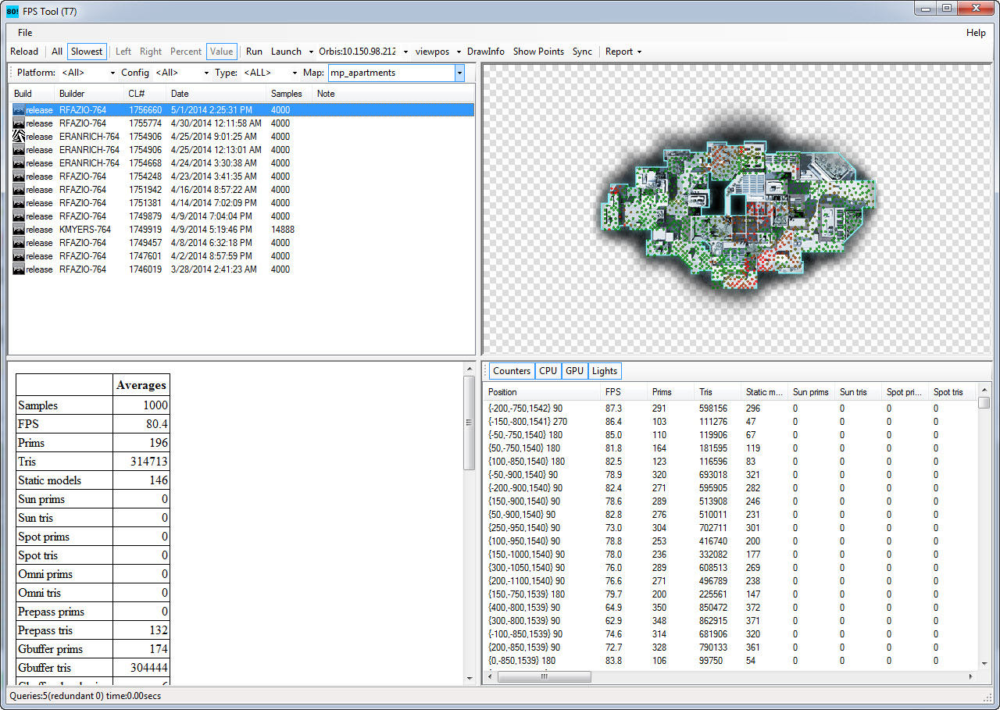 80! FPS Tool (T7)
File Help
Reload All Slowest Left Right Percent Value Run Launch Orbis:10.150.98.212 viewpos DrawInfo Show Points Sync Report
Platform: <All> Config <All> Type: <ALL> Map: mp_apartments
Build Builder CL# Date Samples Note
release RFAZIO-764 1756660 5/1/2014 2:25:31 PM 4000
release RFAZIO-764 1755774 4/30/2014 12:11:58 AM 4000
release ERANRICH-764 1754906 4/25/2014 9:01:25 AM 4000
release ERANRICH-764 1754906 4/25/2014 12:13:01 AM 4000
release ERANRICH-764 1754668 4/24/2014 3:30:38 AM 4000
release RFAZIO-764 1754248 4/23/2014 3:41:35 AM 4000
release RFAZIO-764 1751942 4/16/2014 8:57:22 AM 4000
release RFAZIO-764 1751381 4/14/2014 7:02:09 PM 4000
release RFAZIO-764 1749879 4/9/2014 7:04:04 PM 4000
release KMYERS-764 1749919 4/9/2014 5:19:46 PM 14888
release RFAZIO-764 1749457 4/8/2014 6:32:18 PM 4000
release RFAZIO-764 1747601 4/2/2014 8:57:59 PM 4000
release RFAZIO-764 1746019 3/28/2014 2:41:23 AM 4000
Averages
Samples 1000
FPS 80.4
Prims 196
Tris 314713
Static models 146
Sun prims 0
Sun tris 0
Spot prims 0
Spot tris 0
Omni prims 0
Omni tris 0
Prepass prims 0
Prepass tris 132
Gbuffer prims 174
Gbuffer tris 304444
Counters CPU GPU Lights
Position FPS Prims Tris Static m... Sun prims Sun tris Spot pri... Spot tris
{-200,-750,1542} 90 87.3 291 598156 296 0 0 0 0
{-150,-800,1541} 270 86.4 103 111276 47 0 0 0 0
{-50,-750,1540} 180 85.0 110 119906 67 0 0 0 0
{50,-750,1540} 180 81.8 164 181595 119 0 0 0 0
{100,-850,1540} 180 82.5 123 116596 83 0 0 0 0
{-50,-900,1540} 90 78.9 320 693018 321 0 0 0 0
{-200,-900,1540} 90 82.4 271 595905 282 0 0 0 0
{150,-900,1540} 90 78.6 289 513908 246 0 0 0 0
{50,-900,1540} 90 82.8 276 510011 231 0 0 0 0
{250,-950,1540} 90 73.0 304 702711 301 0 0 0 0
{100,-950,1540} 90 78.8 253 416740 200 0 0 0 0
{150,-1000,1540} 90 78.0 236 332082 177 0 0 0 0
{300,-1050,1540} 90 76.0 289 608513 269 0 0 0 0
{200,-1100,1540} 90 76.6 271 496789 238 0 0 0 0
{150,-750,1539} 180 79.7 200 225561 147 0 0 0 0
{400,-800,1539} 90 64.9 350 850472 372 0 0 0 0
{300,-800,1539} 90 62.9 348 862915 371 0 0 0 0
{-100,-850,1539} 90 74.6 314 681906 320 0 0 0 0
{200,-850,1539} 90 72.7 328 790133 361 0 0 0 0
{0,-850,1539} 180 83.8 106 99750 54 0 0 0 0
Queries:5(redundant 0) time:0.00secs